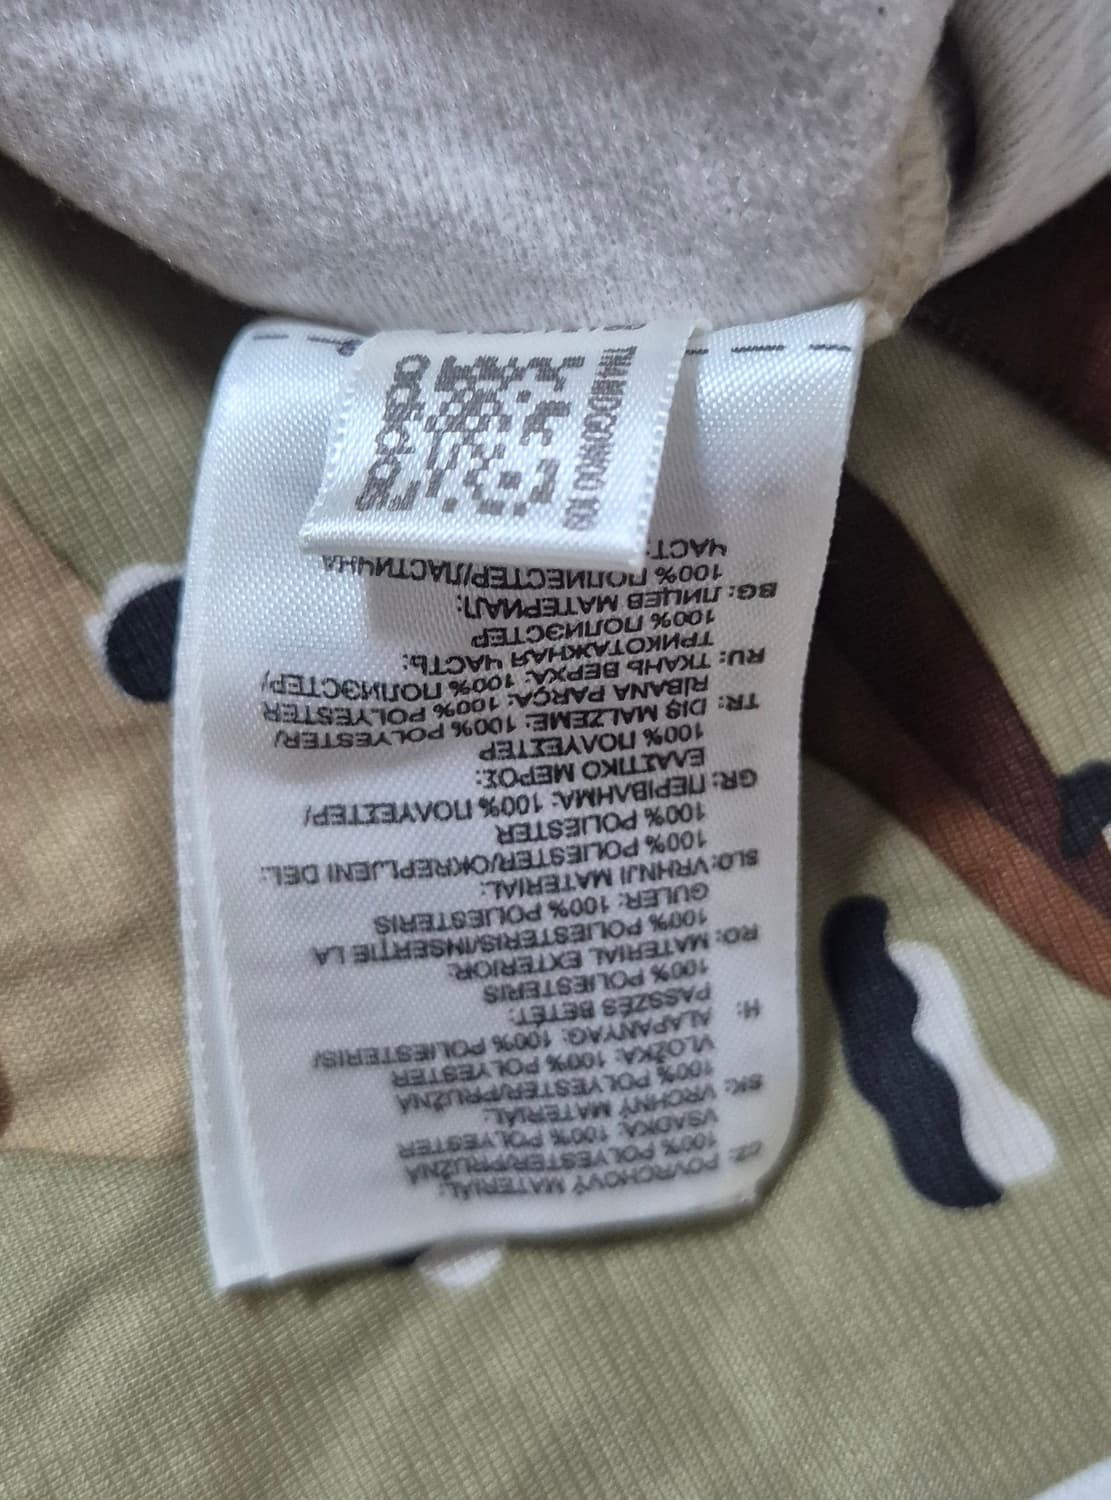 CZ: POVRCHOVÝ MATERIÁL:
100% POLYESTER/PRUŽNÁ
VSADKA: 100% POLYESTER
SK: VRCHNÝ MATERIÁL:
100% POLYESTER/PRUŽNÁ
VLOŽKA: 100% POLYESTER
H: ALAPANYAG: 100% POLIESTERIS/
PASSZÉS BETÉT:
100% POLIESTERIS
RO: MATERIAL EXTERIOR:
100% POLIESTERIS/INSERŢIE LA
GULER: 100% POLIESTERIS
SLO: VRHNJI MATERIAL:
100% POLIESTER/OKREPLJENI DEL:
100% POLIESTER
GR: ΠΕΡΙΒΛΗΜΑ: 100% ΠΟΛΥΕΣΤΕΡ/
ΕΛΑΣΤΙΚΟ ΜΕΡΟΣ:
100% ΠΟΛΥΕΣΤΕΡ
TR: DIŞ MALZEME: 100% POLYESTER/
RİBANA PARÇA: 100% POLYESTER
RU: ТКАНЬ ВЕРХА: 100% ПОЛИЭСТЕР/
ТРИКОТАЖНАЯ ЧАСТЬ:
100% ПОЛИЭСТЕР
BG: ЛИЦЕВ МАТЕРИАЛ:
100% ПОЛИЕСТЕР/ЛАСТИЧНА
ЧАСТ: